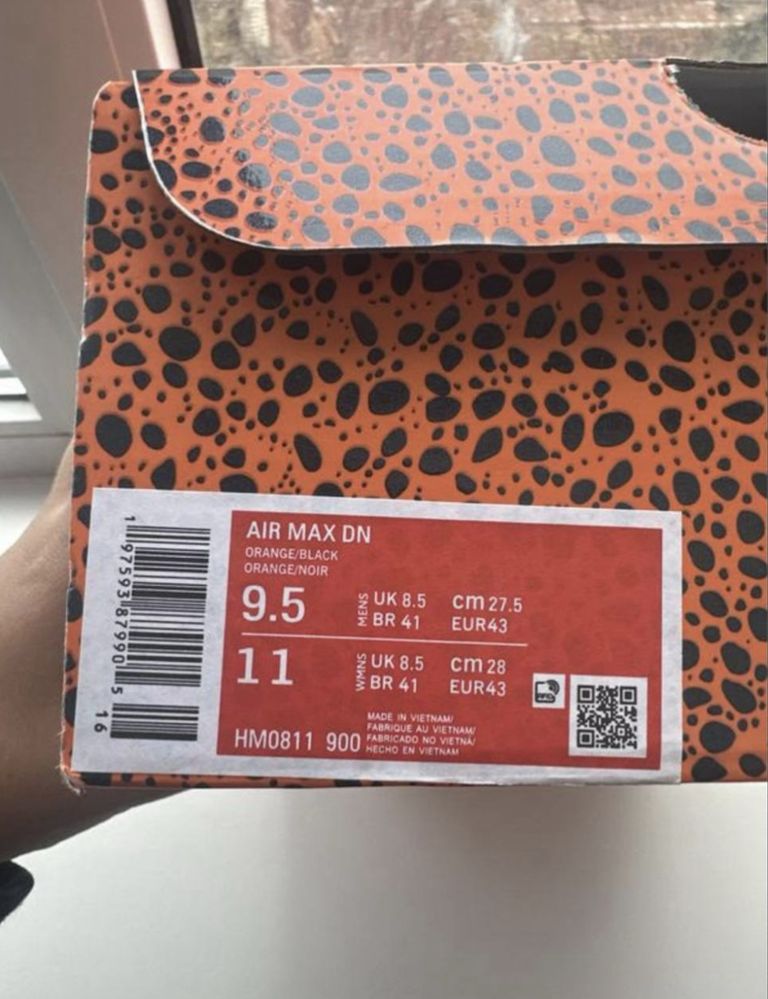 AIR MAX DN
ORANGE/BLACK
ORANGE/NOIR
9.5
MENS
UK 8.5 cm 27.5
BR 41 EUR43
11
WMNS
UK 8.5 cm 28
BR 41 EUR43
HM0811 900
MADE IN VIETNAM/
FABRIQUE AU VIETNAM/
FABRICADO NO VIETNÃ/
HECHO EN VIETNAM
1 97593 87990 5
16